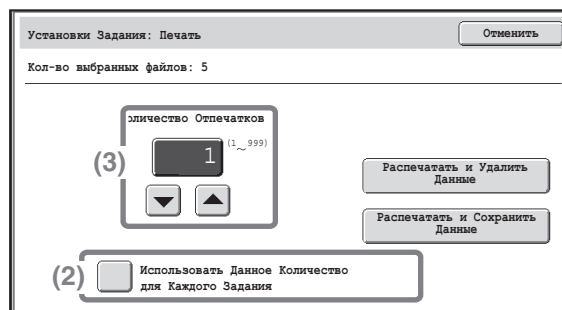 Установки Задания: Печать
Отменить
Кол-во выбранных файлов: 5
оличество Отпечатков
(3)
1
(1~999)
Распечатать и Удалить
Данные
Распечатать и Сохранить
Данные
(2)
Использовать Данное Количество
для Каждого Задания